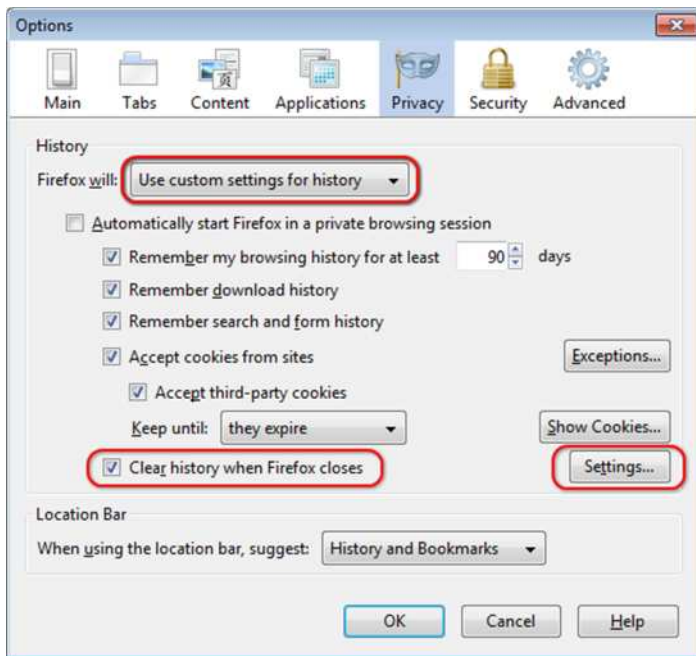 Options
Main Tabs Content Applications Privacy Security Advanced
History
Firefox will: Use custom settings for history
Automatically start Firefox in a private browsing session
Remember my browsing history for at least 90 days
Remember download history
Remember search and form history
Accept cookies from sites Exceptions...
Accept third-party cookies
Keep until: they expire Show Cookies...
Clear history when Firefox closes Settings...
Location Bar
When using the location bar, suggest: History and Bookmarks
OK Cancel Help